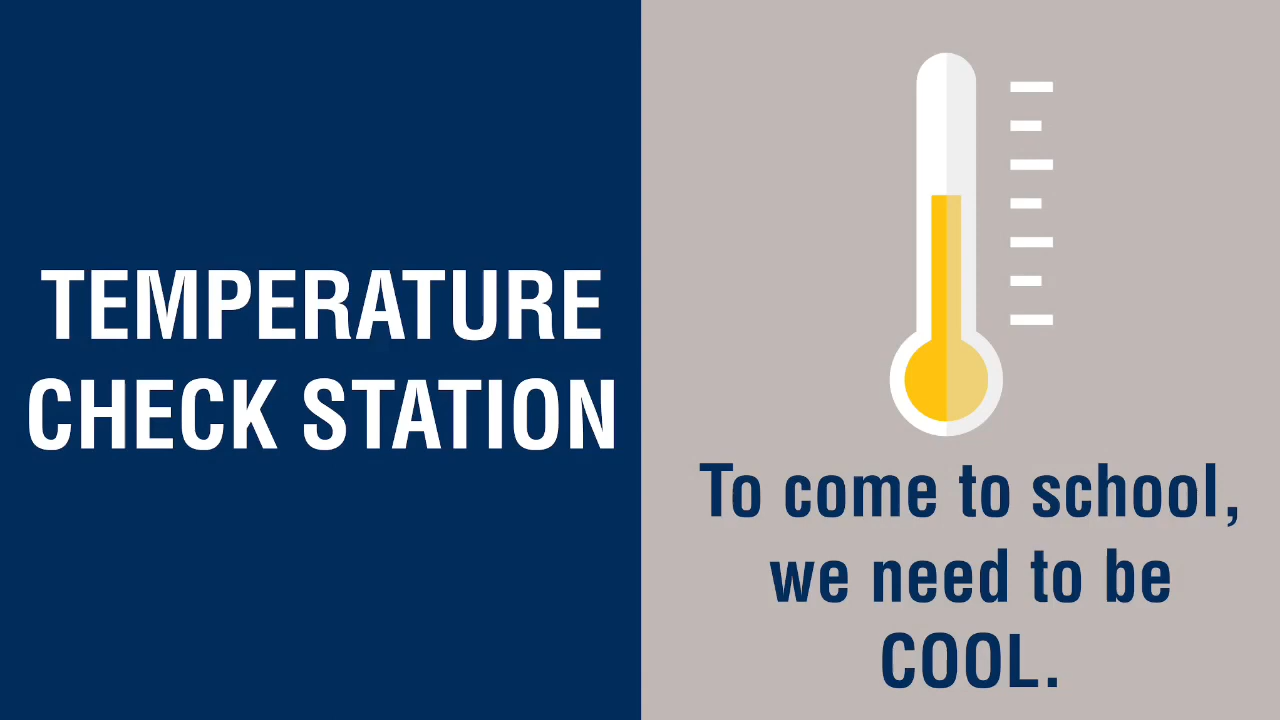 TEMPERATURE
CHECK STATION
To come to school,
we need to be
COOL.